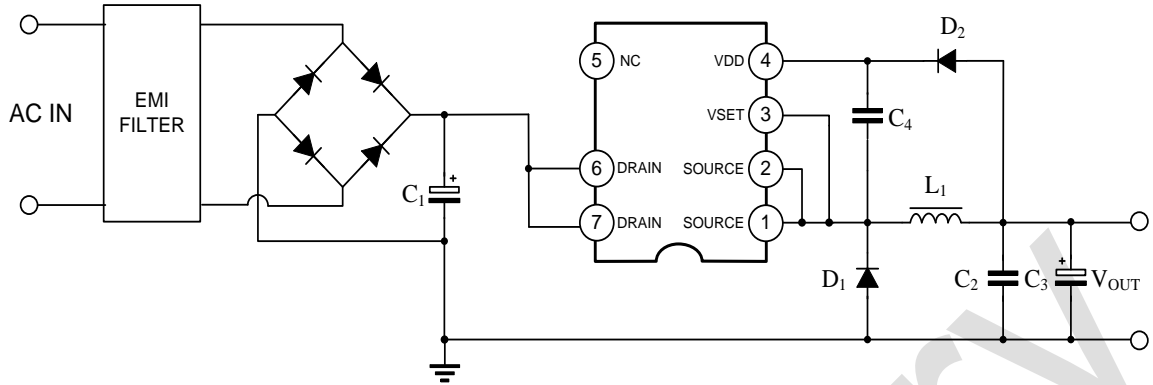 AC IN
EMI
FILTER
C1
5 NC
6 DRAIN
7 DRAIN
VDD 4
VSET 3
SOURCE 2
SOURCE 1
D2
C4
L1
D1
C2
C3
+
VOUT
+